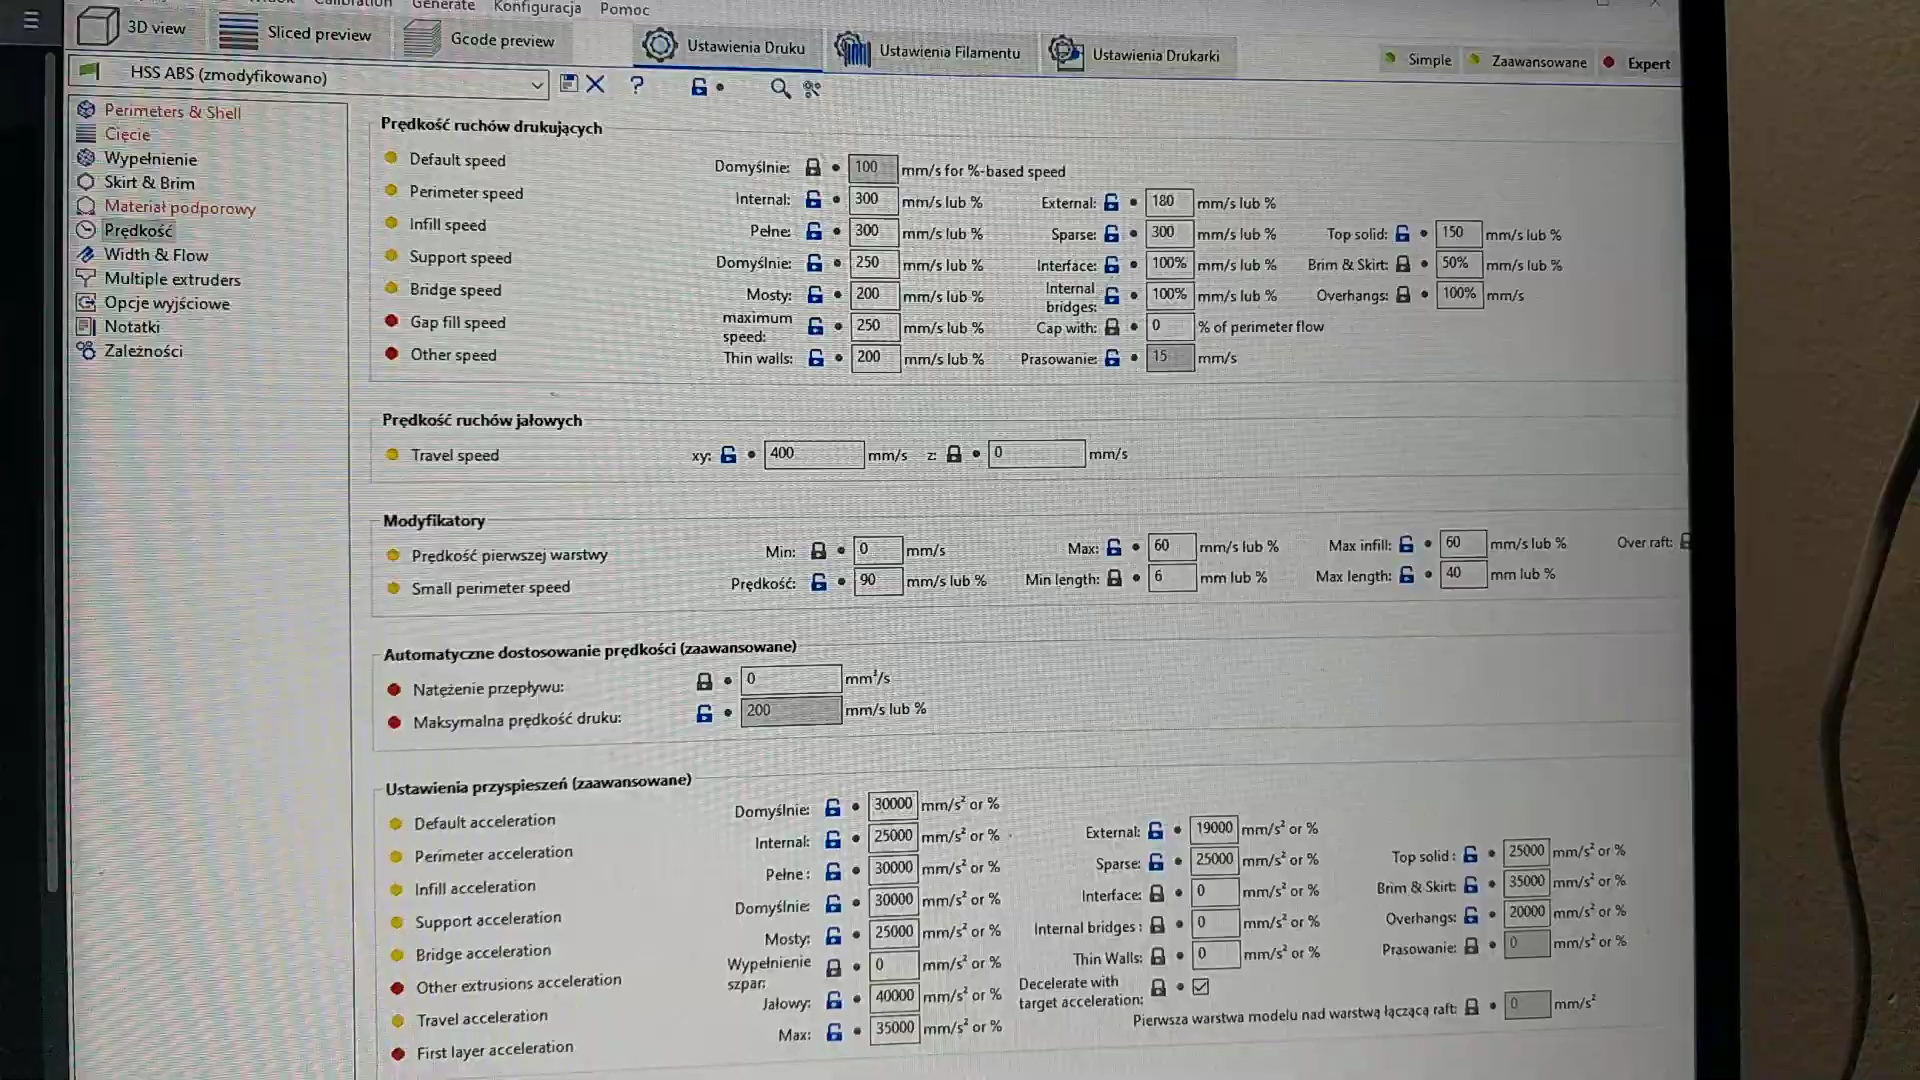 Calibration Generate Konfiguracja Pomoc
3D view Sliced preview Gcode preview Ustawienia Druku Ustawienia Filamentu Ustawienia Drukarki Simple Zaawansowane Expert
HSS ABS (zmodyfikowano) ?
Perimeters & Shell
Cięcie
Wypełnienie
Skirt & Brim
Materiał podporowy
Prędkość
Width & Flow
Multiple extruders
Opcje wyjściowe
Notatki
Zależności
Prędkość ruchów drukujących
Default speed Domyślnie: 100 mm/s for %-based speed
Perimeter speed Internal: 300 mm/s lub % External: 180 mm/s lub %
Infill speed Pełne: 300 mm/s lub % Sparse: 300 mm/s lub % Top solid: 150 mm/s lub %
Support speed Domyślnie: 250 mm/s lub % Interface: 100% mm/s lub % Brim & Skirt: 50% mm/s lub %
Bridge speed Mosty: 200 mm/s lub % Internal bridges: 100% mm/s lub % Overhangs: 100% mm/s
Gap fill speed maximum speed: 250 mm/s lub % Cap with: 0 % of perimeter flow
Other speed Thin walls: 200 mm/s lub % Prasowanie: 15 mm/s
Prędkość ruchów jałowych
Travel speed xy: 400 mm/s z: 0 mm/s
Modyfikatory
Prędkość pierwszej warstwy Min: 0 mm/s Max: 60 mm/s lub % Max infill: 60 mm/s lub % Over raft:
Small perimeter speed Prędkość: 90 mm/s lub % Min length: 6 mm lub % Max length: 40 mm lub %
Automatyczne dostosowanie prędkości (zaawansowane)
Natężenie przepływu: 0 mm³/s
Maksymalna prędkość druku: 200 mm/s lub %
Ustawienia przyspieszeń (zaawansowane)
Default acceleration Domyślnie: 30000 mm/s² or %
Perimeter acceleration Internal: 25000 mm/s² or % External: 19000 mm/s² or %
Infill acceleration Pełne : 30000 mm/s² or % Sparse: 25000 mm/s² or % Top solid : 25000 mm/s² or %
Support acceleration Domyślnie: 30000 mm/s² or % Interface: 0 mm/s² or % Brim & Skirt: 35000 mm/s² or %
Bridge acceleration Mosty: 25000 mm/s² or % Internal bridges : 0 mm/s² or % Overhangs: 20000 mm/s² or %
Other extrusions acceleration Wypełnienie szpar: 0 mm/s² or % Thin Walls: 0 mm/s² or % Prasowanie: 0 mm/s² or %
Travel acceleration Jałowy: 40000 mm/s² or % Decelerate with target acceleration:
First layer acceleration Max: 35000 mm/s² or % Pierwsza warstwa modelu nad warstwą łączącą raft: 0 mm/s²